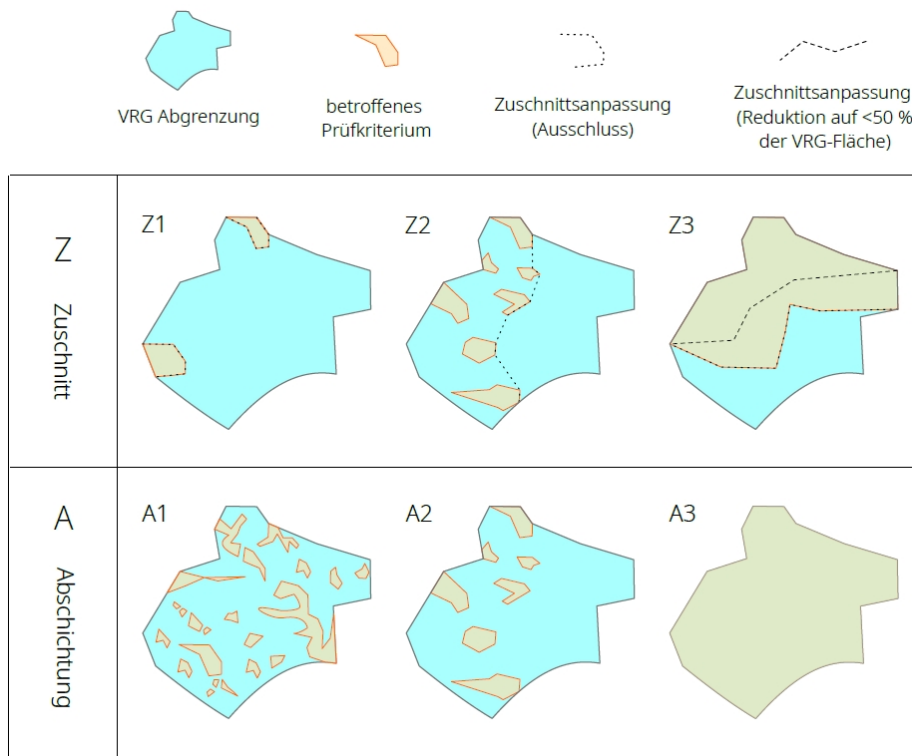 VRG Abgrenzung
betroffenes
Prüfkriterium
Zuschnittsanpassung
(Ausschluss)
Zuschnittsanpassung
(Reduktion auf <50 %
der VRG-Fläche)
Z
Zuschnitt
Z1
Z2
Z3
A
Abschichtung
A1
A2
A3